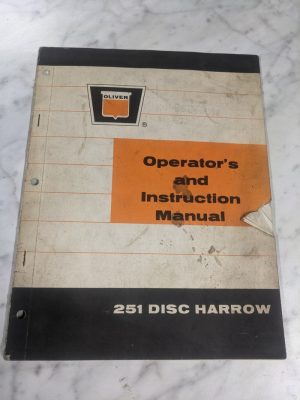 OLIVER
®
Operator's
and
Instruction
Manual
251 DISC HARROW